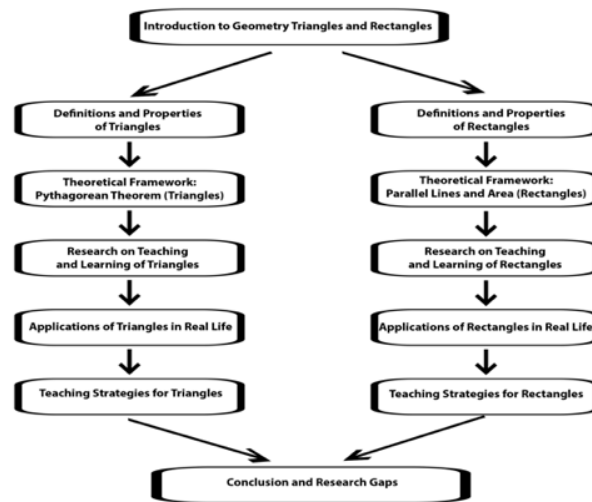 Introduction to Geometry Triangles and Rectangles
Definitions and Properties
of Triangles
Theoretical Framework:
Pythagorean Theorem (Triangles)
Research on Teaching
and Learning of Triangles
Applications of Triangles in Real Life
Teaching Strategies for Triangles
Definitions and Properties
of Rectangles
Theoretical Framework:
Parallel Lines and Area (Rectangles)
Research on Teaching
and Learning of Rectangles
Applications of Rectangles in Real Life
Teaching Strategies for Rectangles
Conclusion and Research Gaps